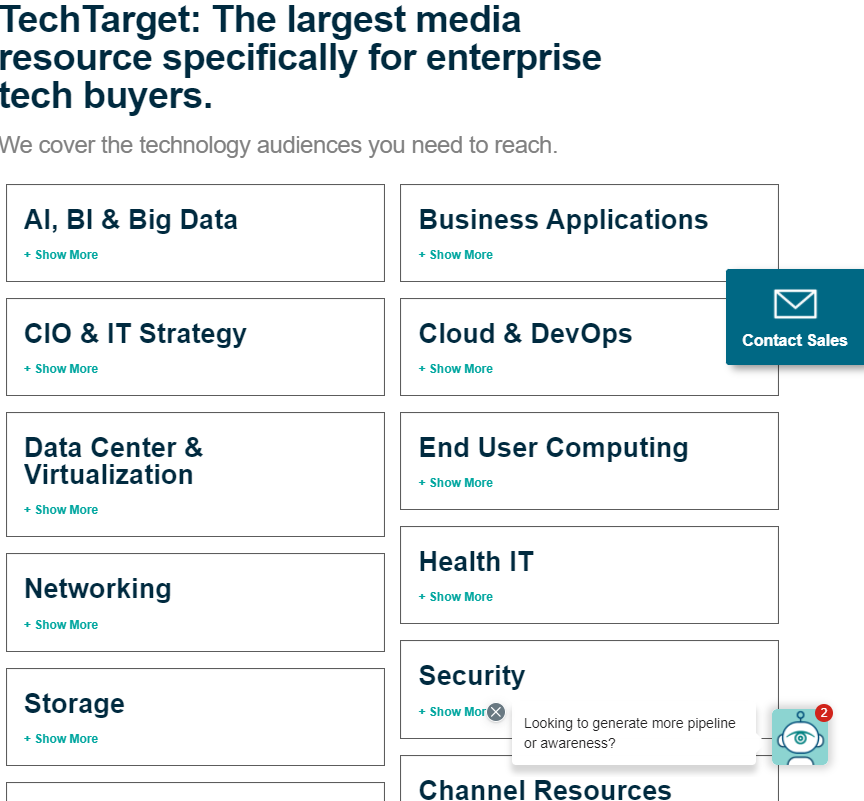 TechTarget: The largest media
resource specifically for enterprise
tech buyers.
We cover the technology audiences you need to reach.
AI, BI & Big Data
+ Show More
Business Applications
+ Show More
CIO & IT Strategy
+ Show More
Cloud & DevOps
+ Show More
Contact Sales
Data Center &
Virtualization
+ Show More
End User Computing
+ Show More
Health IT
+ Show More
Networking
+ Show More
Security
+ Show Mor
Storage
+ Show More
Looking to generate more pipeline
or awareness?
2
Channel Resources